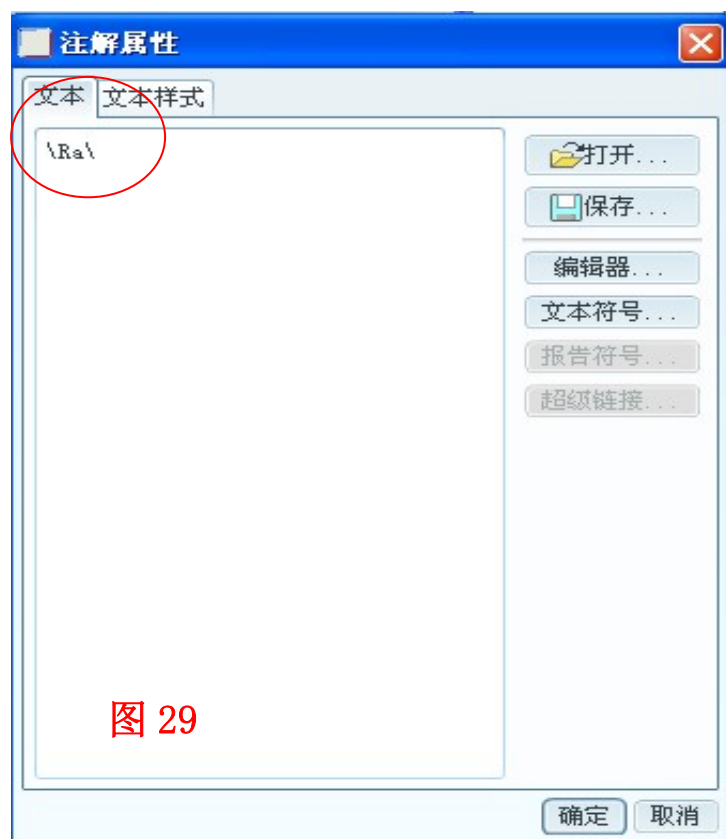 注解属性
文本 文本样式
\Ra\
打开...
保存...
编辑器...
文本符号...
报告符号...
超级链接...
图 29
确定 取消